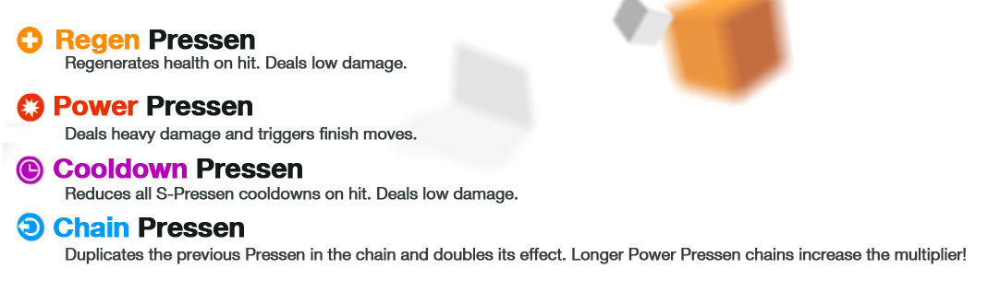 Regen Pressen
Regenerates health on hit. Deals low damage.
Power Pressen
Deals heavy damage and triggers finish moves.
Cooldown Pressen
Reduces all S-Pressen cooldowns on hit. Deals low damage.
Chain Pressen
Duplicates the previous Pressen in the chain and doubles its effect. Longer Power Pressen chains increase the multiplier!